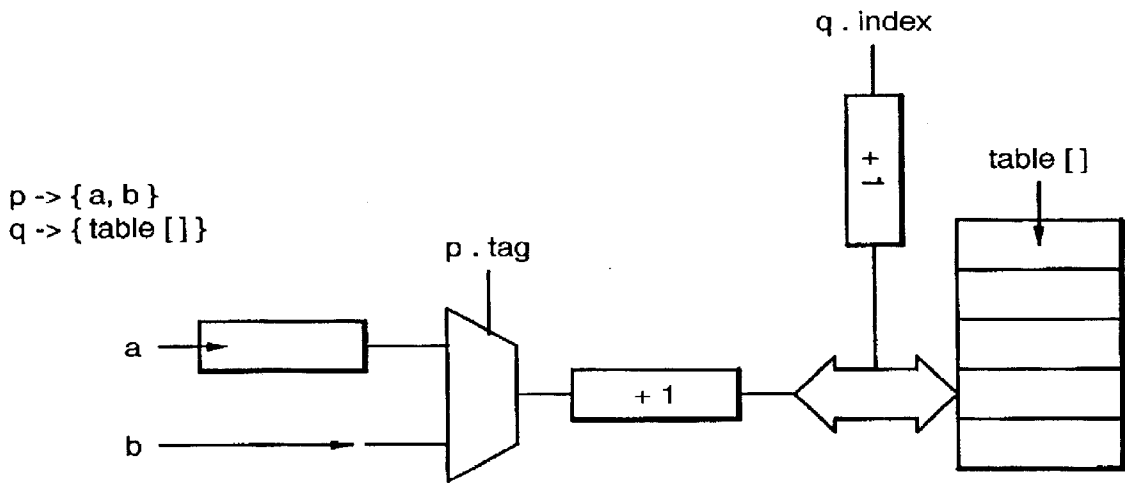 q . index
+ 1
table [ ]
p -> { a, b }
q -> { table [ ] }
p . tag
a
+ 1
b